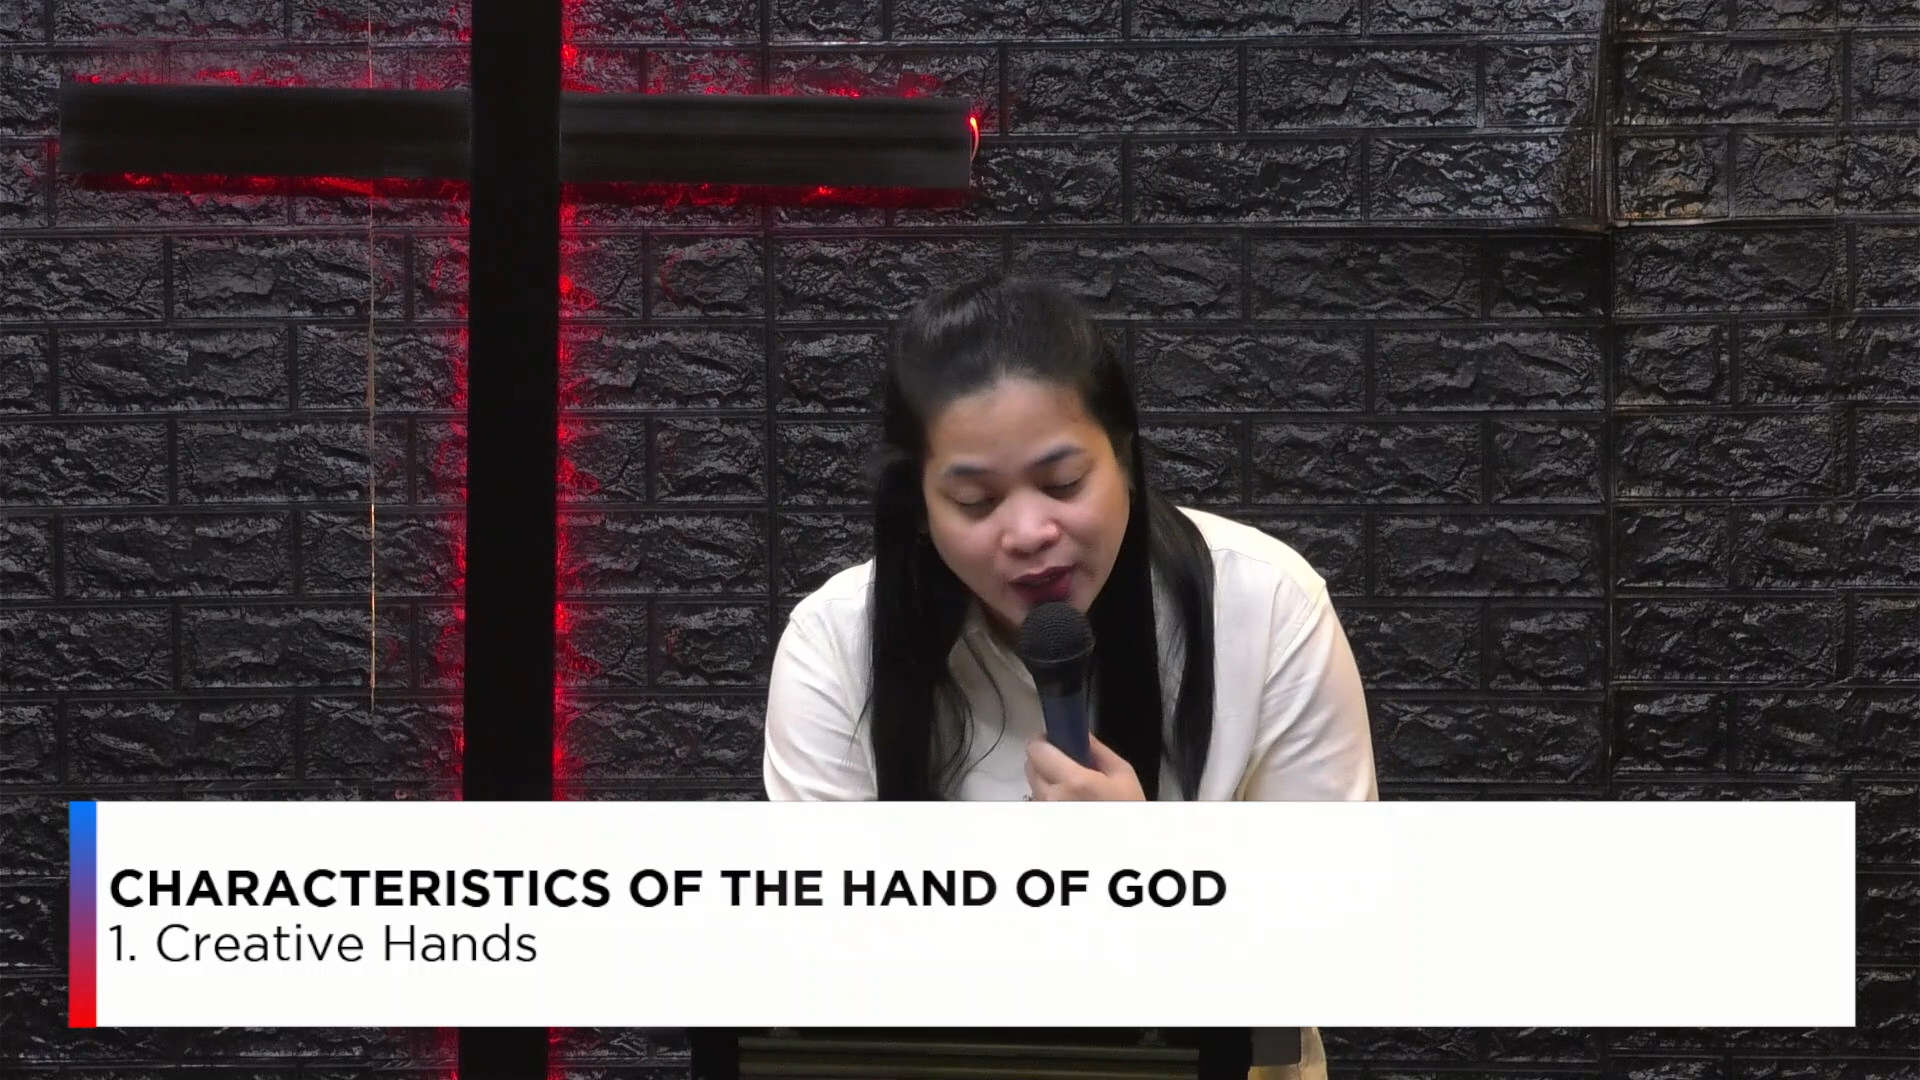 CHARACTERISTICS OF THE HAND OF GOD
1. Creative Hands